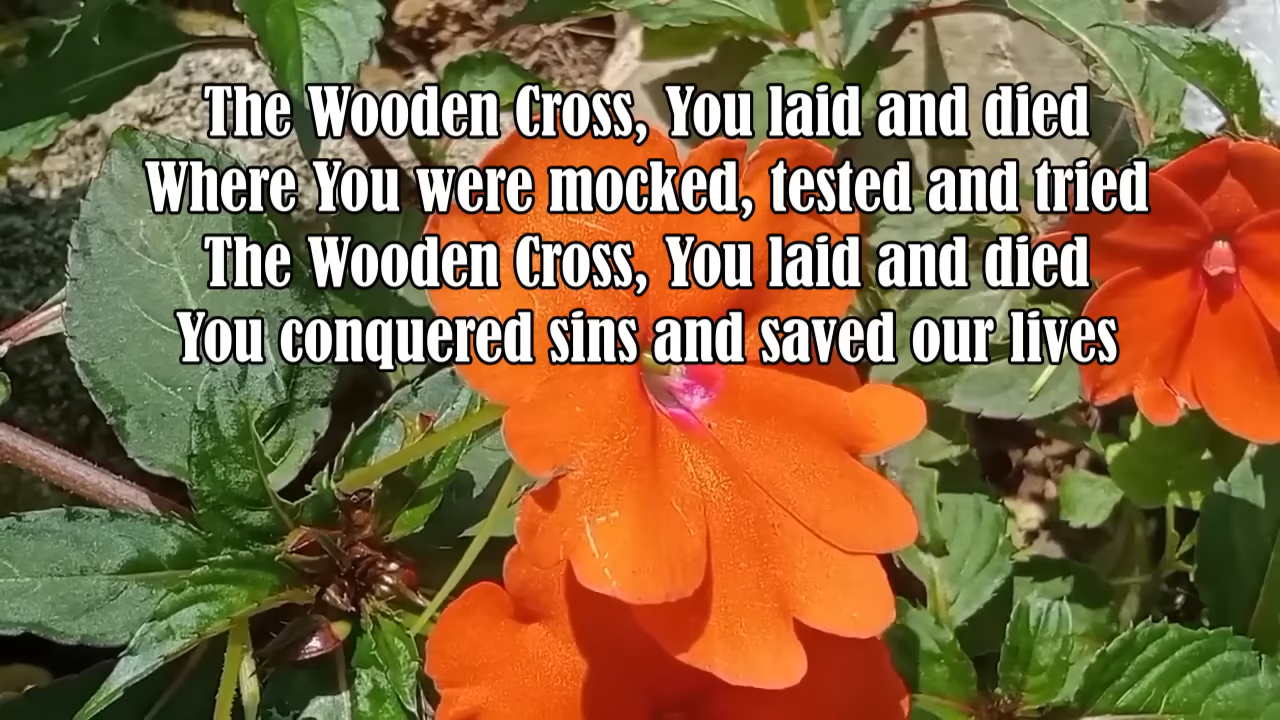 The Wooden Cross, You laid and died
Where You were mocked, tested and tried
The Wooden Cross, You laid and died
You conquered sins and saved our lives